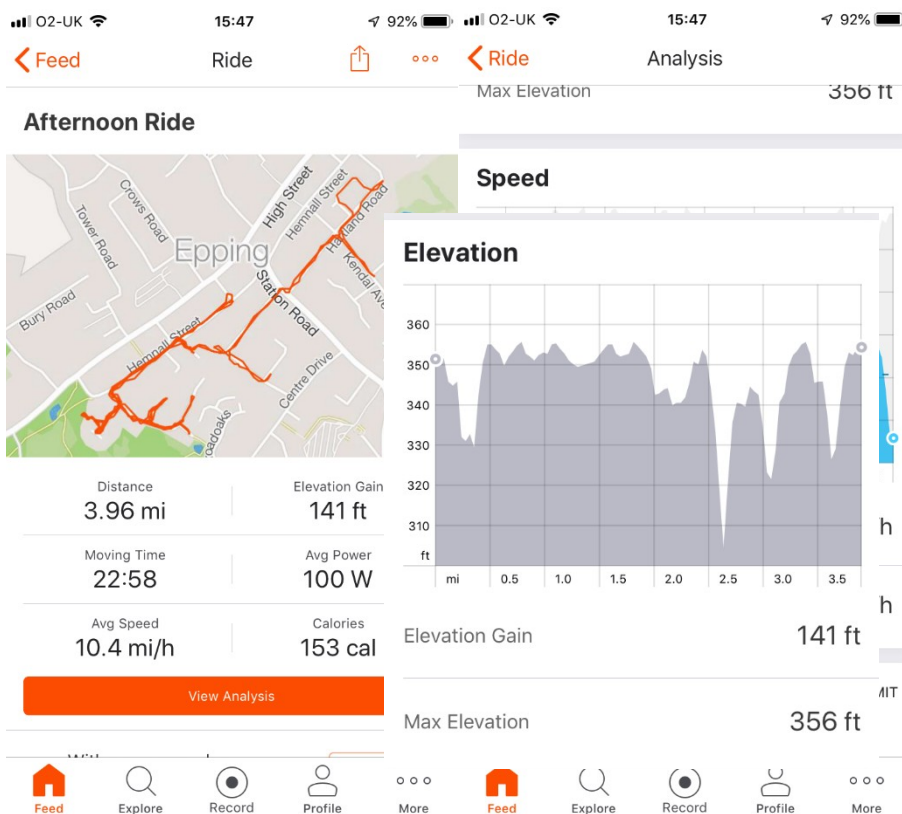 O2-UK 15:47 92%
Feed Ride
Afternoon Ride
Crows Road
Tower Road
Bury Road
High Street
Hemnall Street
Epping
Hartland Road
Kendal Ave
Station Road
Hemnall Street
Centre Drive
Distance
3.96 mi
Elevation Gain
141 ft
Moving Time
22:58
Avg Power
100 W
Avg Speed
10.4 mi/h
Calories
153 cal
View Analysis
Feed Explore Record Profile More
O2-UK 15:47 92%
Ride Analysis
Max Elevation 356 ft
Speed
Elevation
360
350
340
330
320
310
ft
mi 0.5 1.0 1.5 2.0 2.5 3.0 3.5
Elevation Gain 141 ft
Max Elevation 356 ft
h
h
Feed Explore Record Profile More